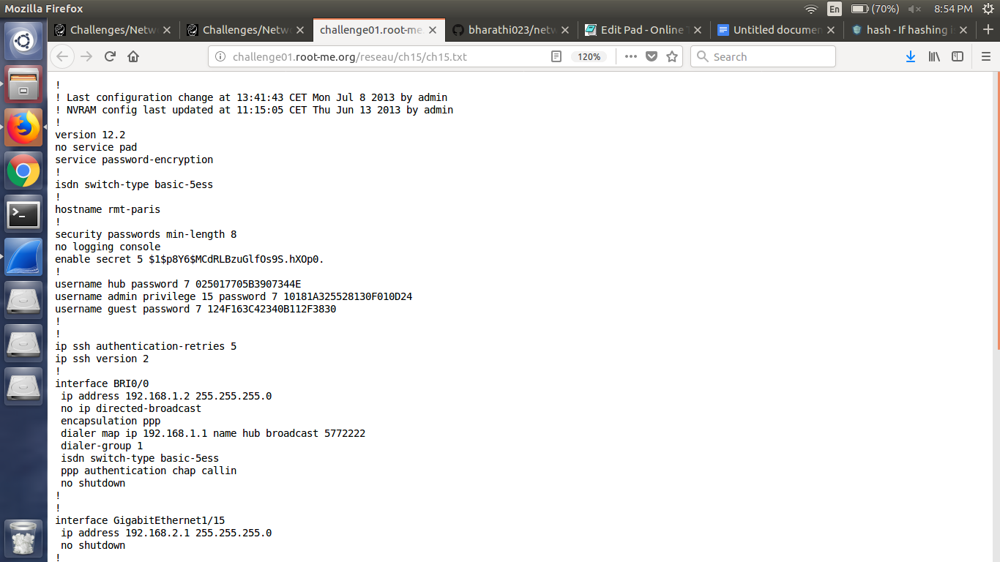 Mozilla Firefox
En
(70%)
8:54 PM
Challenges/Netw
Challenges/Netw
challenge01.root-me.
bharathi023/netw
Edit Pad - Online T
Untitled documen
hash - If hashing i
challenge01.root-me.org/reseau/ch15/ch15.txt
120%
Search
!
! Last configuration change at 13:41:43 CET Mon Jul 8 2013 by admin
! NVRAM config last updated at 11:15:05 CET Thu Jun 13 2013 by admin
!
version 12.2
no service pad
service password-encryption
!
isdn switch-type basic-5ess
!
hostname rmt-paris
!
security passwords min-length 8
no logging console
enable secret 5 $1$p8Y6$MCdRLBzuGlfOs9S.hXOp0.
!
username hub password 7 025017705B3907344E
username admin privilege 15 password 7 10181A325528130F010D24
username guest password 7 124F163C42340B112F3830
!
!
ip ssh authentication-retries 5
ip ssh version 2
!
interface BRI0/0
 ip address 192.168.1.2 255.255.255.0
 no ip directed-broadcast
 encapsulation ppp
 dialer map ip 192.168.1.1 name hub broadcast 5772222
 dialer-group 1
 isdn switch-type basic-5ess
 ppp authentication chap callin
 no shutdown
!
!
interface GigabitEthernet1/15
 ip address 192.168.2.1 255.255.255.0
 no shutdown
!